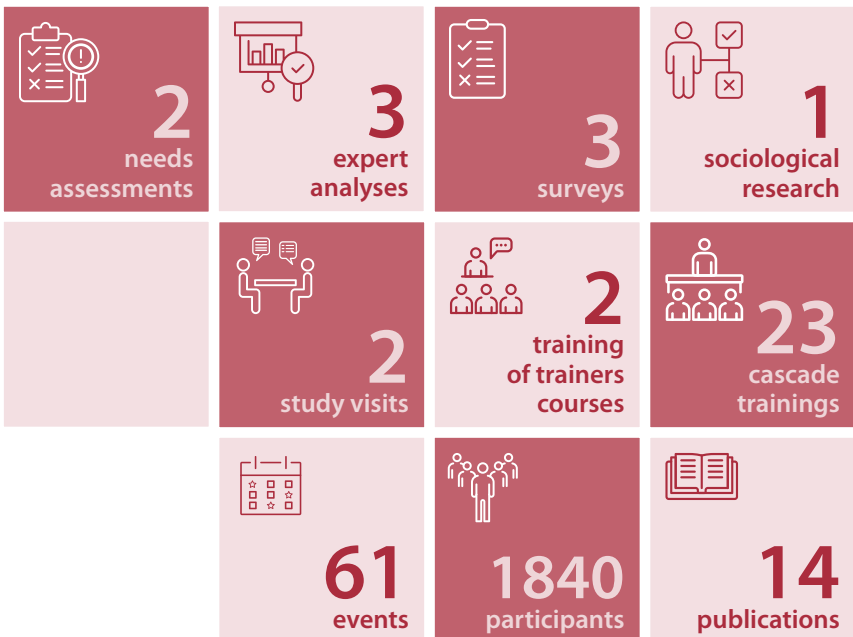 2
needs
assessments
3
expert
analyses
3
surveys
1
sociological
research
2
study visits
2
training
of trainers
courses
23
cascade
trainings
61
events
1840
participants
14
publications